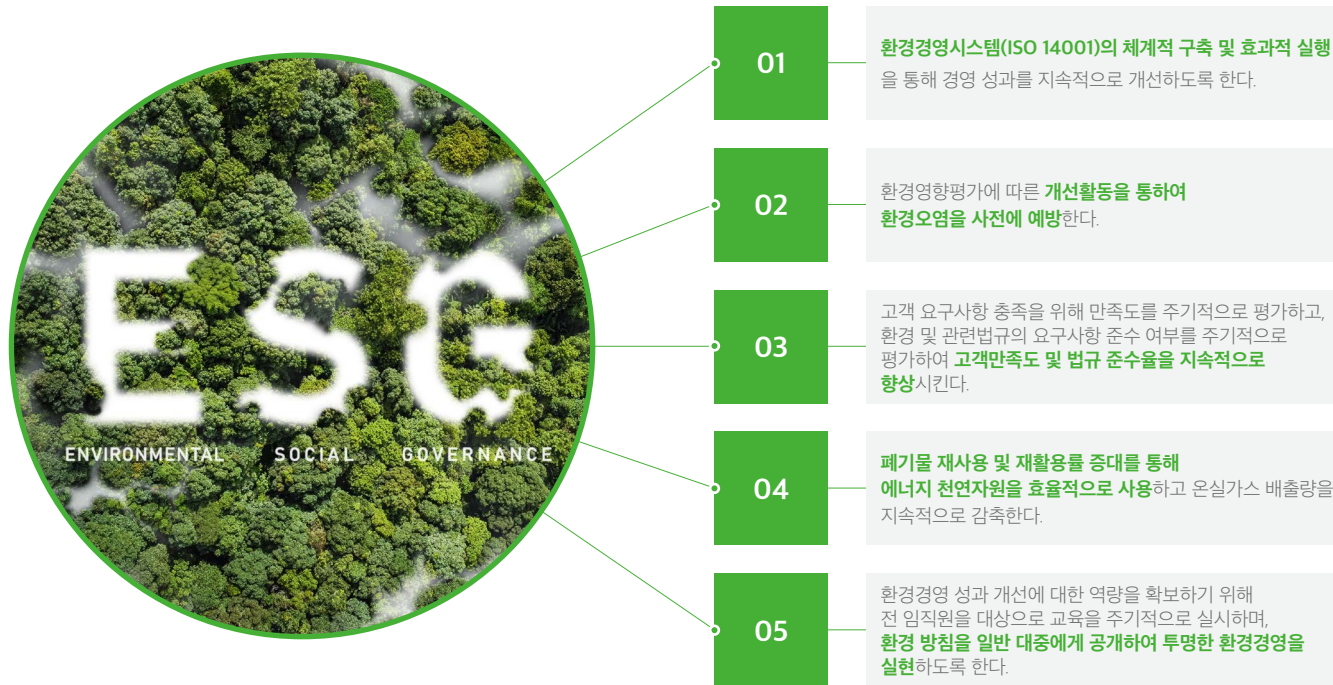 ESG
ENVIRONMENTAL SOCIAL GOVERNANCE
01
환경경영시스템(ISO 14001)의 체계적 구축 및 효과적 실행
을 통해 경영 성과를 지속적으로 개선하도록 한다.
02
환경영향평가에 따른 개선활동을 통하여
환경오염을 사전에 예방한다.
03
고객 요구사항 충족을 위해 만족도를 주기적으로 평가하고,
환경 및 관련법규의 요구사항 준수 여부를 주기적으로
평가하여 고객만족도 및 법규 준수율을 지속적으로
향상시킨다.
04
폐기물 재사용 및 재활용률 증대를 통해
에너지 천연자원을 효율적으로 사용하고 온실가스 배출량을
지속적으로 감축한다.
05
환경경영 성과 개선에 대한 역량을 확보하기 위해
전 임직원을 대상으로 교육을 주기적으로 실시하며,
환경 방침을 일반 대중에게 공개하여 투명한 환경경영을
실현하도록 한다.